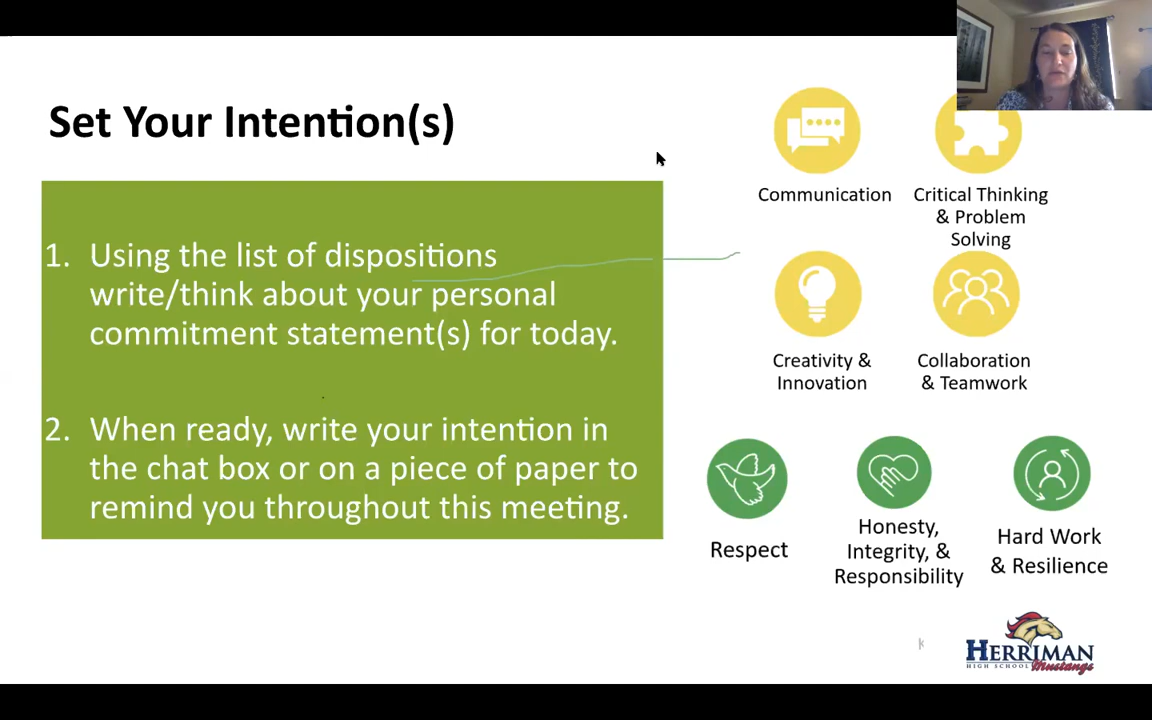 Set Your Intention(s)
1. Using the list of dispositions
write/think about your personal
commitment statement(s) for today.
2. When ready, write your intention in
the chat box or on a piece of paper to
remind you throughout this meeting.
Communication
Critical Thinking
& Problem
Solving
Creativity &
Innovation
Collaboration
& Teamwork
Respect
Honesty,
Integrity, &
Responsibility
Hard Work
& Resilience
HERRIMAN
HIGH SCHOOL Mustangs